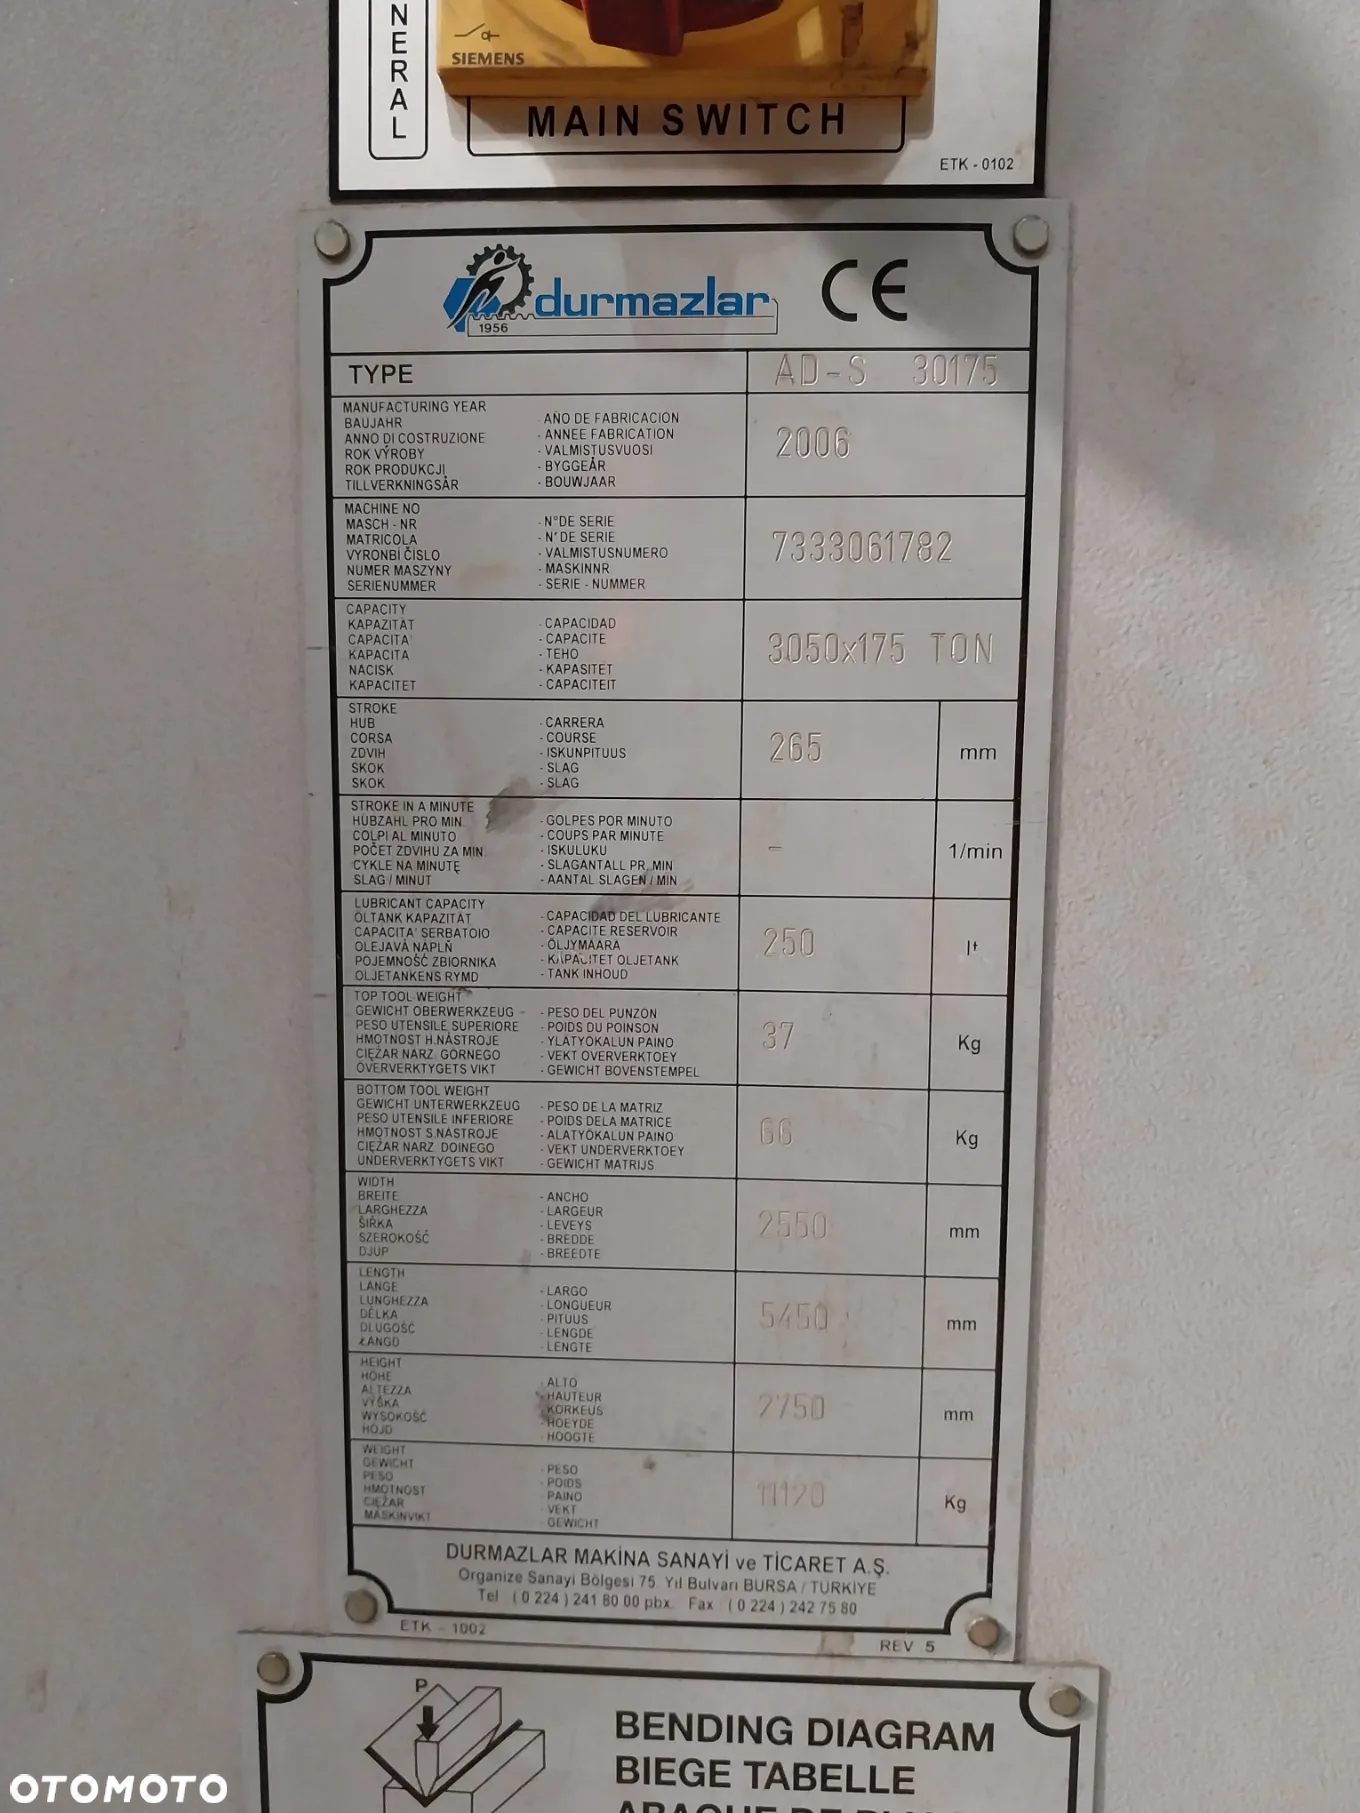 NERAL
SIEMENS
MAIN SWITCH
ETK - 0102
durmazlar
1956
CE
TYPE AD-S 30175
MANUFACTURING YEAR
BAUJAHR - AÑO DE FABRICACION
ANNO DI COSTRUZIONE - ANNEE FABRICATION
ROK VÝROBY - VALMISTUSVUOSI
ROK PRODUKCJI - BYGGEÅR
TILLVERKNINGSÅR - BOUWJAAR
2006
MACHINE NO
MASCH - NR - N°DE SERIE
MATRICOLA - N°DE SERIE
VYRONBÍ ČISLO - VALMISTUSNUMERO
NUMER MASZYNY - MASKINNR.
SERIENUMMER - SERIE - NUMMER
7333061782
CAPACITY
KAPAZITÄT - CAPACIDAD
CAPACITA' - CAPACITE
KAPACITA - TEHO
NACISK - KAPASITET
KAPACITET - CAPACITEIT
3050x175 TON
STROKE
HUB - CARRERA
CORSA - COURSE
ZDVIH - ISKUNPITUUS
SKOK - SLAG
SKOK - SLAG
265 mm
STROKE IN A MINUTE
HUBZAHL PRO MIN. - GOLPES POR MINUTO
COLPI AL MINUTO - COUPS PAR MINUTE
POČET ZDVIHU ZA MIN. - ISKULUKU
CYKLE NA MINUTĘ - SLAGANTALL PR. MIN
SLAG / MINUT - AANTAL SLAGEN / MIN
- 1/min
LUBRICANT CAPACITY
ÖLTANK KAPAZITÄT - CAPACIDAD DEL LUBRICANTE
CAPACITA' SERBATOIO - CAPACITE RESERVOIR
OLEJAVÁ NÁPLŇ - ÖLJYMÄÄRÄ
POJEMNOŚĆ ZBIORNIKA - KAPACITET OLJETANK
OLJETANKENS RYMD - TANK INHOUD
250 lt
TOP TOOL WEIGHT
GEWICHT OBERWERKZEUG - PESO DEL PUNZÓN
PESO UTENSILE SUPERIORE - POIDS DU POINSON
HMOTNOST H.NÁSTROJE - YLÄTYÖKALUN PAINO
CIĘŻAR NARZ. GÓRNEGO - VEKT OVERVERKTOEY
ÖVERVERKTYGETS VIKT - GEWICHT BOVENSTEMPEL
37 Kg
BOTTOM TOOL WEIGHT
GEWICHT UNTERWERKZEUG - PESO DE LA MATRIZ
PESO UTENSILE INFERIORE - POIDS DELA MATRICE
HMOTNOST S.NÁSTROJE - ALATYÖKALUN PAINO
CIĘŻAR NARZ. DOINEGO - VEKT UNDERVERKTOEY
UNDERVERKTYGETS VIKT - GEWICHT MATRIJS
66 Kg
WIDTH
BREITE - ANCHO
LARGHEZZA - LARGEUR
ŠIŘKA - LEVEYS
SZEROKOŚĆ - BREDDE
DJUP - BREEDTE
2550 mm
LENGTH
LÄNGE - LARGO
LUNGHEZZA - LONGUEUR
DÉLKA - PITUUS
DLUGOŚĆ - LENGDE
ŁÄNGD - LENGTE
5450 mm
HEIGHT
HÖHE - ALTO
ALTEZZA - HAUTEUR
VÝŠKA - KORKEUS
WYSOKOŚĆ - HOEYDE
HÖJD - HOOGTE
2750 mm
WEIGHT
GEWICHT - PESO
PESO - POIDS
HMOTNOST - PAINO
CIĘŻAR - VEKT
MASKINVIKT - GEWICHT
11120 Kg
DURMAZLAR MAKİNA SANAYİ ve TİCARET A.Ş.
Organize Sanayi Bölgesi 75. Yıl Bulvarı BURSA / TÜRKİYE
Tel : ( 0 224 ) 241 80 00 pbx. Fax : ( 0 224 ) 242 75 80
ETK - 1002
REV .5
P
BENDING DIAGRAM
BIEGE TABELLE
OTOMOTO